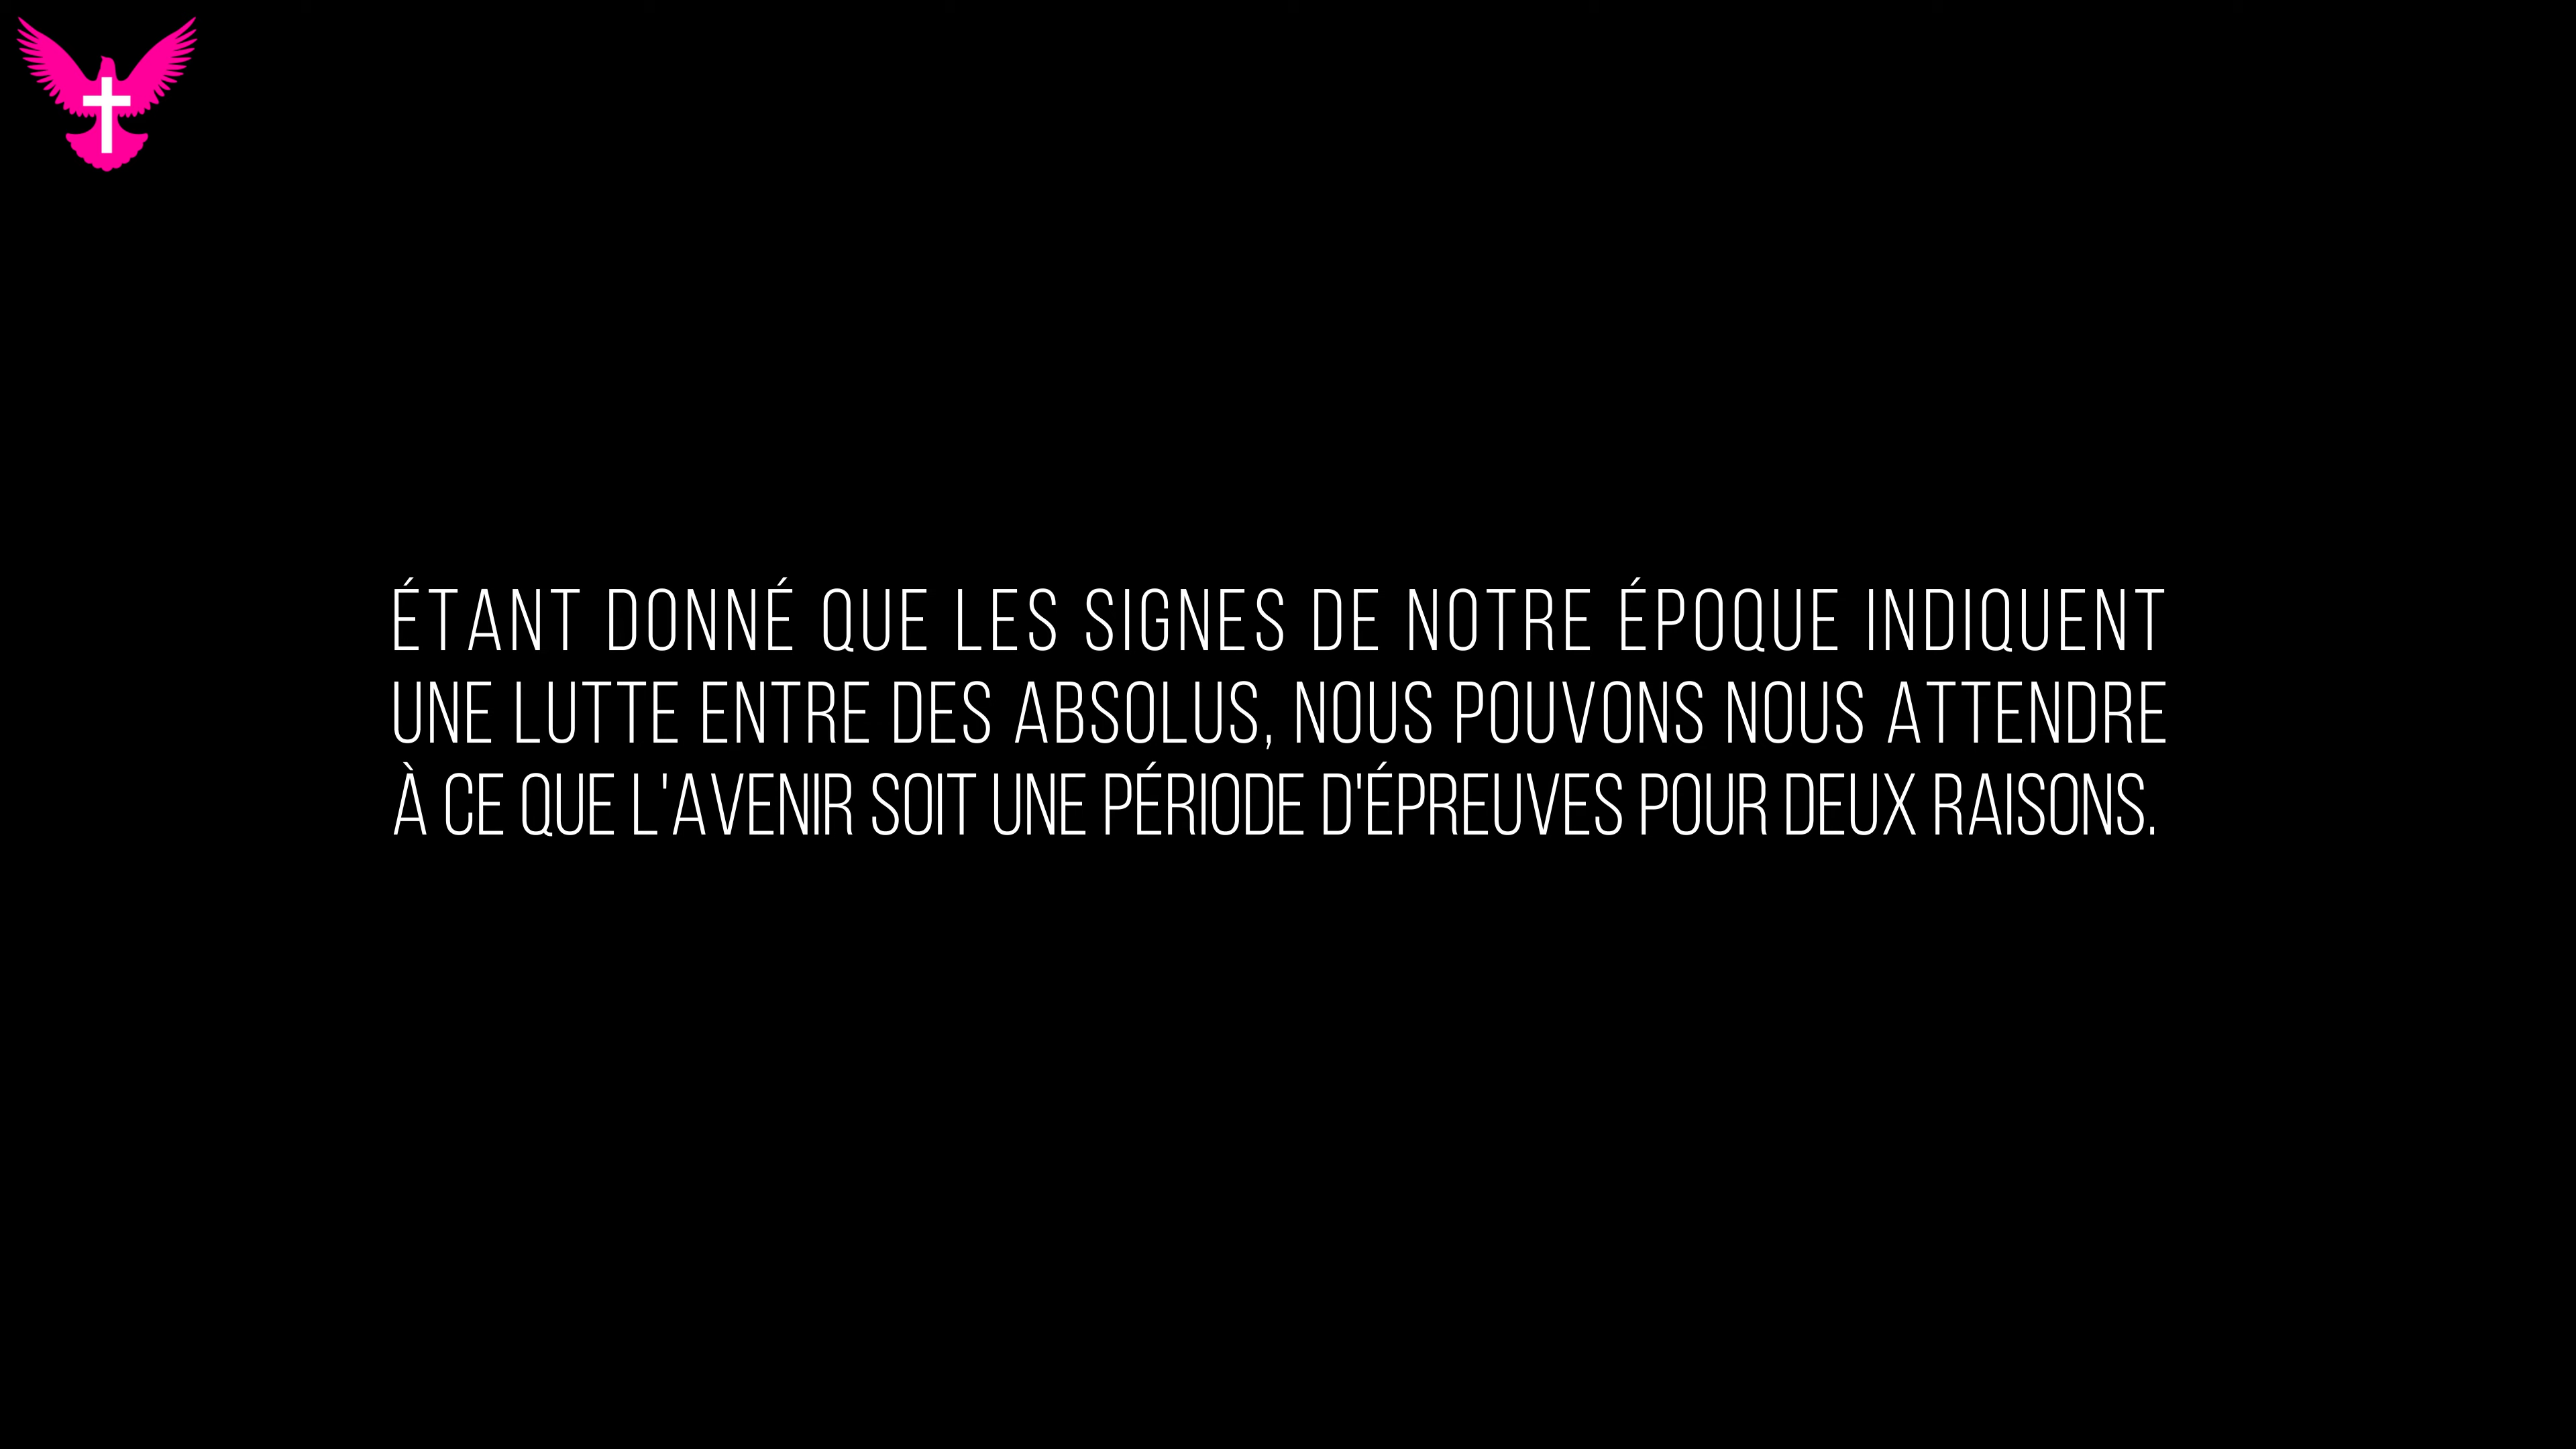 ÉTANT DONNÉ QUE LES SIGNES DE NOTRE ÉPOQUE INDIQUENT
UNE LUTTE ENTRE DES ABSOLUS, NOUS POUVONS NOUS ATTENDRE
À CE QUE L'AVENIR SOIT UNE PÉRIODE D'ÉPREUVES POUR DEUX RAISONS.